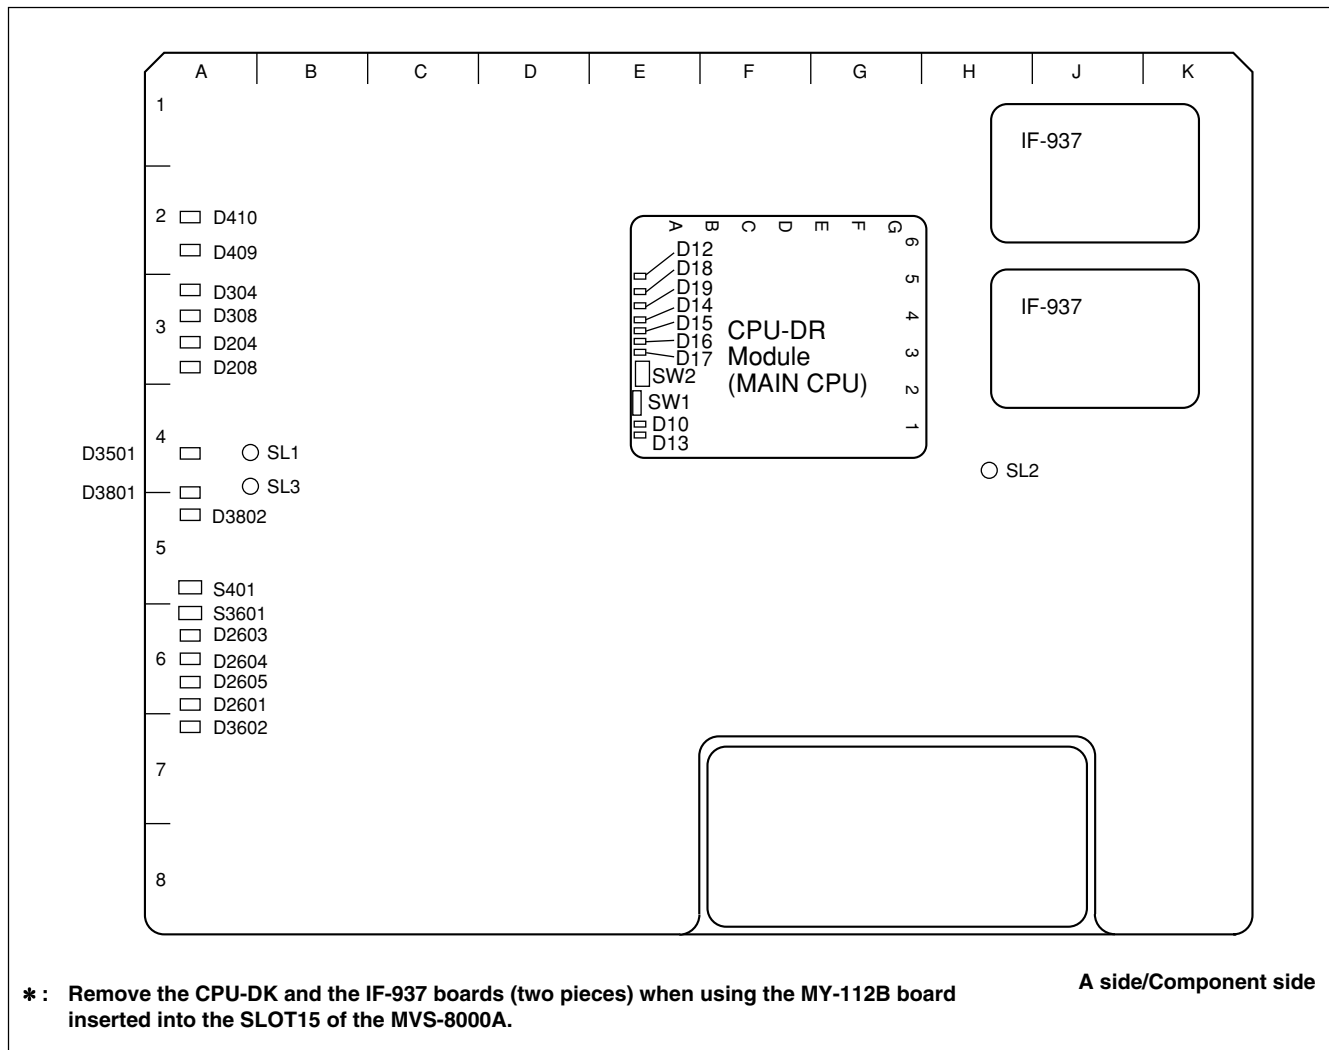 A B C D E F G H J K
1
IF-937
2
D410
D409
A B C D E F G
6
D12
D18
5
D304
D19
D14
IF-937
D308
D15
4
3
CPU-DR
D204
D16
Module
3
D17
D208
SW2
(MAIN CPU)
2
SW1
D10
1
4
D13
D3501
SL1
SL2
D3801
SL3
D3802
5
S401
S3601
D2603
6
D2604
D2605
D2601
D3602
7
8
A side/Component side
* : Remove the CPU-DK and the IF-937 boards (two pieces) when using the MY-112B board
inserted into the SLOT15 of the MVS-8000A.